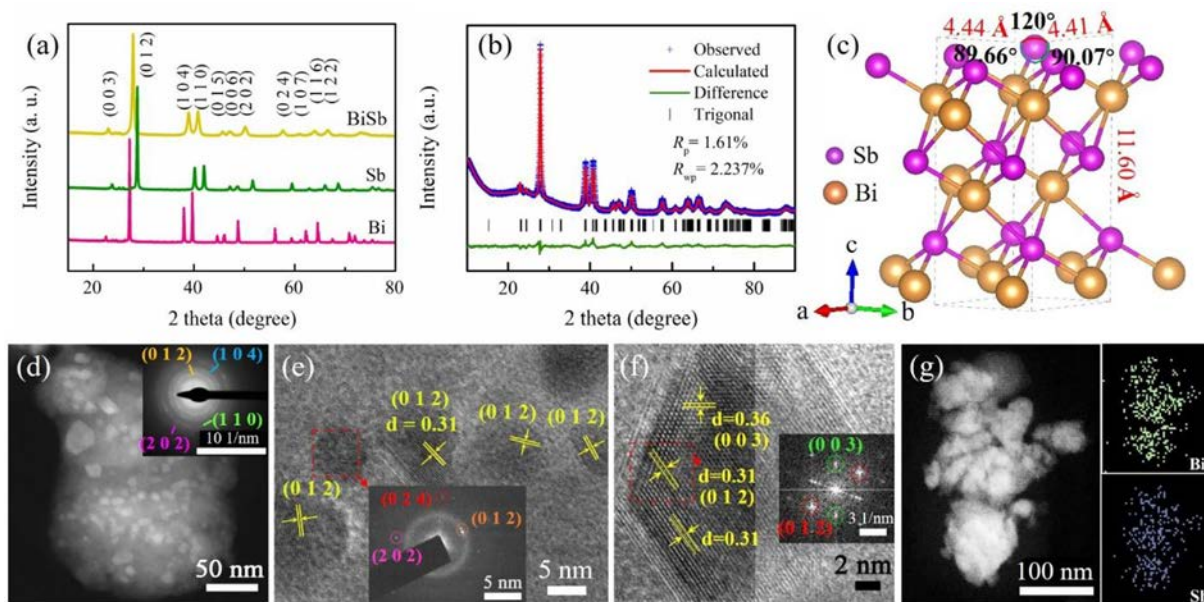 (a)
Intensity (a. u.)
(0 0 3)
(0 1 2)
(1 0 4)
(1 1 0)
(0 1 5)
(0 0 6)
(2 0 2)
(0 2 4)
(1 0 7)
(1 1 6)
(1 2 2)
BiSb
Sb
Bi
20 40 60 80
2 theta (degree)
(b)
Intensity (a. u.)
Observed
Calculated
Difference
Trigonal
Rp = 1.61%
Rwp = 2.237%
20 40 60 80
2 theta (degree)
(c)
120°
4.44 Å 4.41 Å
89.66° 90.07°
11.60 Å
Sb
Bi
c
a b
(d)
(0 1 2) (1 0 4)
(1 1 0)
(2 0 2)
10 1/nm
50 nm
(e)
(0 1 2)
d = 0.31
(0 1 2)
(0 1 2)
(0 1 2)
(0 2 4)
(0 1 2)
(2 0 2)
5 nm
5 nm
(f)
d=0.36
(0 0 3)
d=0.31
(0 1 2)
d=0.31
(0 0 3)
(0 1 2)
3 1/nm
2 nm
(g)
100 nm
Bi